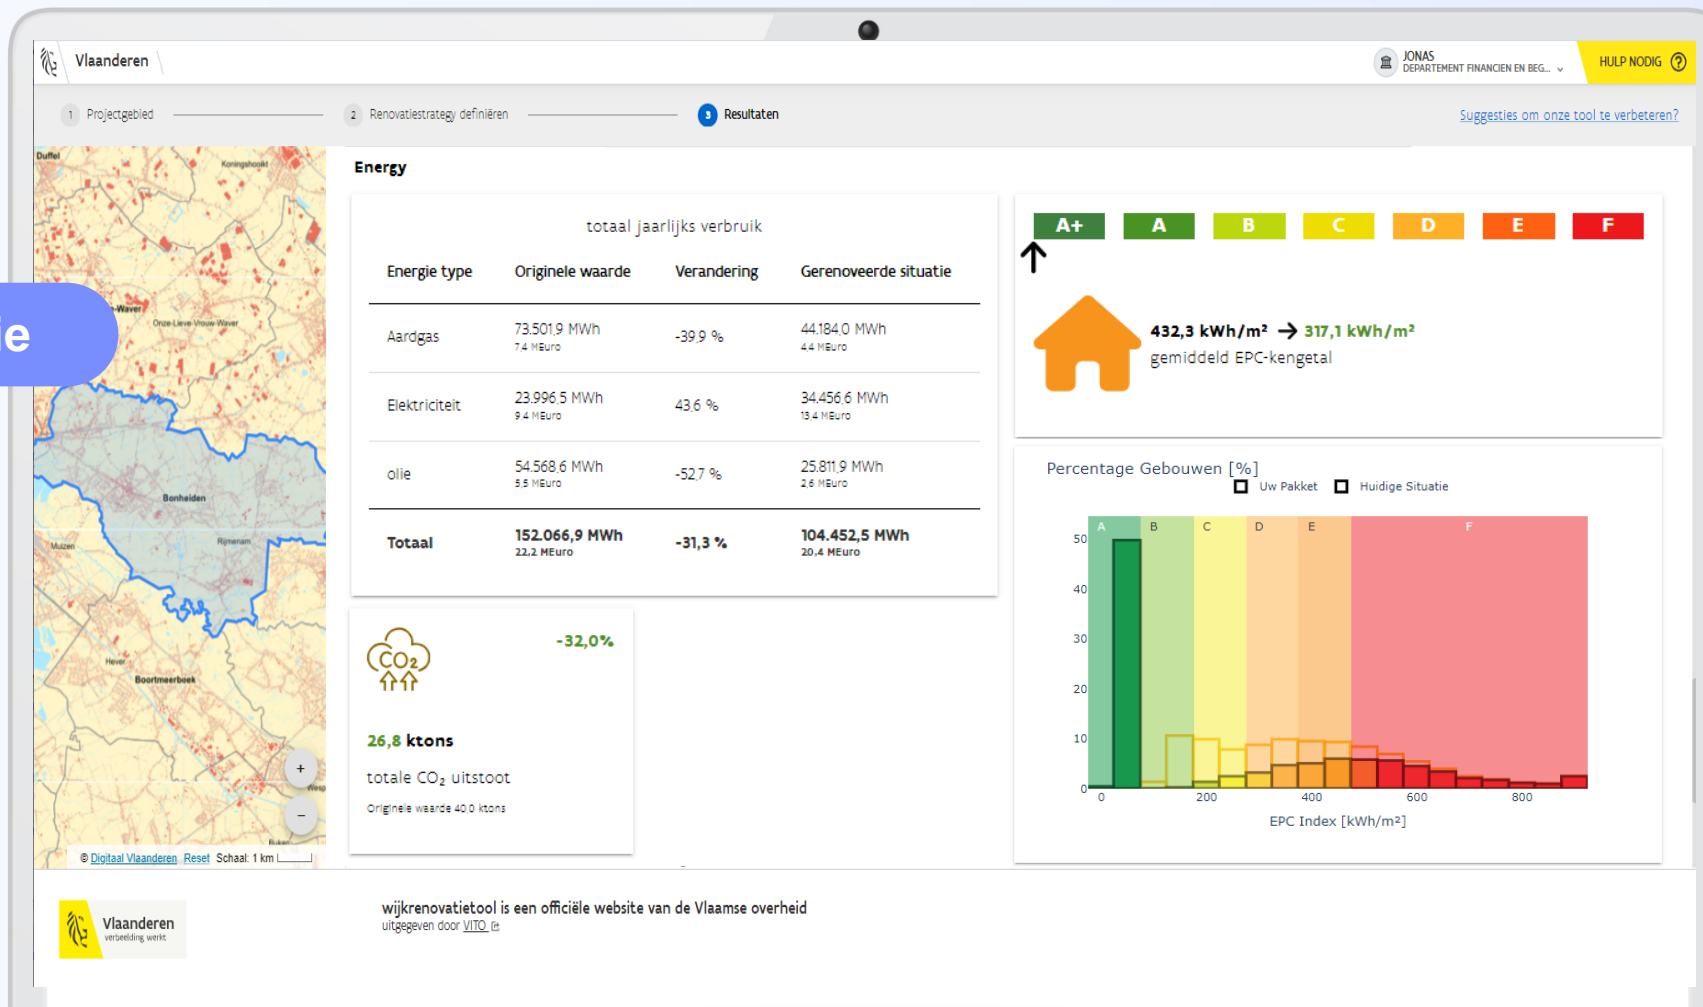 Vlaanderen
JONAS
DEPARTEMENT FINANCIEN EN BEG...
HULP NODIG ?
1 Projectgebied
2 Renovatiestrategy definiëren
3 Resultaten
Suggesties om onze tool te verbeteren?
Duffel
Koningshooikt
-Waver
Onze-Lieve-Vrouw-Waver
ie
Bonheiden
Muizen
Rijmenam
Hever
Boortmeerbeek
Wesp
+
−
© Digitaal Vlaanderen Reset Schaal: 1 km
Energy
totaal jaarlijks verbruik
Energie type Originele waarde Verandering Gerenoveerde situatie
Aardgas 73.501,9 MWh -39,9 % 44.184,0 MWh
7,4 MEuro 4,4 MEuro
Elektriciteit 23.996,5 MWh 43,6 % 34.456,6 MWh
9,4 MEuro 13,4 MEuro
olie 54.568,6 MWh -52,7 % 25.811,9 MWh
5,5 MEuro 2,6 MEuro
Totaal 152.066,9 MWh -31,3 % 104.452,5 MWh
22,2 MEuro 20,4 MEuro
CO2
-32,0%
26,8 ktons
totale CO₂ uitstoot
Originele waarde 40,0 ktons
A+ A B C D E F
432,3 kWh/m² → 317,1 kWh/m²
gemiddeld EPC-kengetal
Percentage Gebouwen [%]
Uw Pakket Huidige Situatie
A B C D E F
50
40
30
20
10
0
0 200 400 600 800
EPC Index [kWh/m²]
Vlaanderen
verbeelding werkt
wijkrenovatietool is een officiële website van de Vlaamse overheid
uitgegeven door VITO